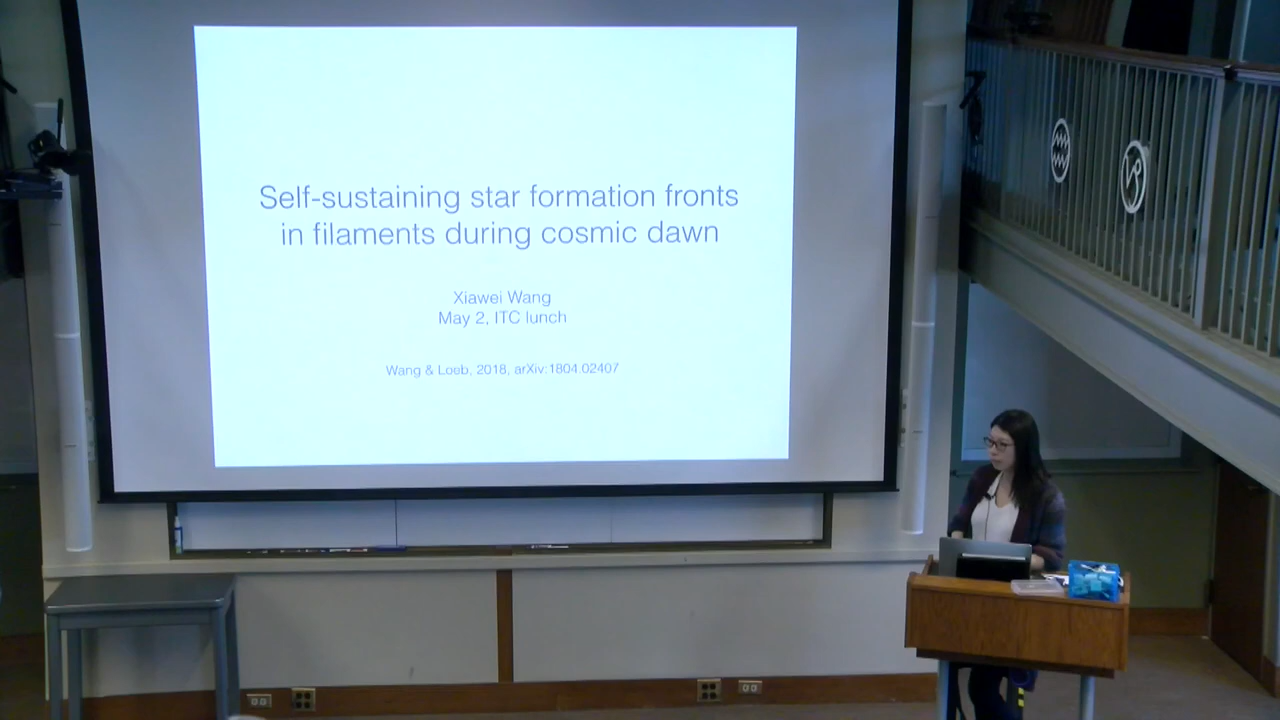 Self-sustaining star formation fronts
in filaments during cosmic dawn
Xiawei Wang
May 2, ITC lunch
Wang & Loeb, 2018, arXiv:1804.02407